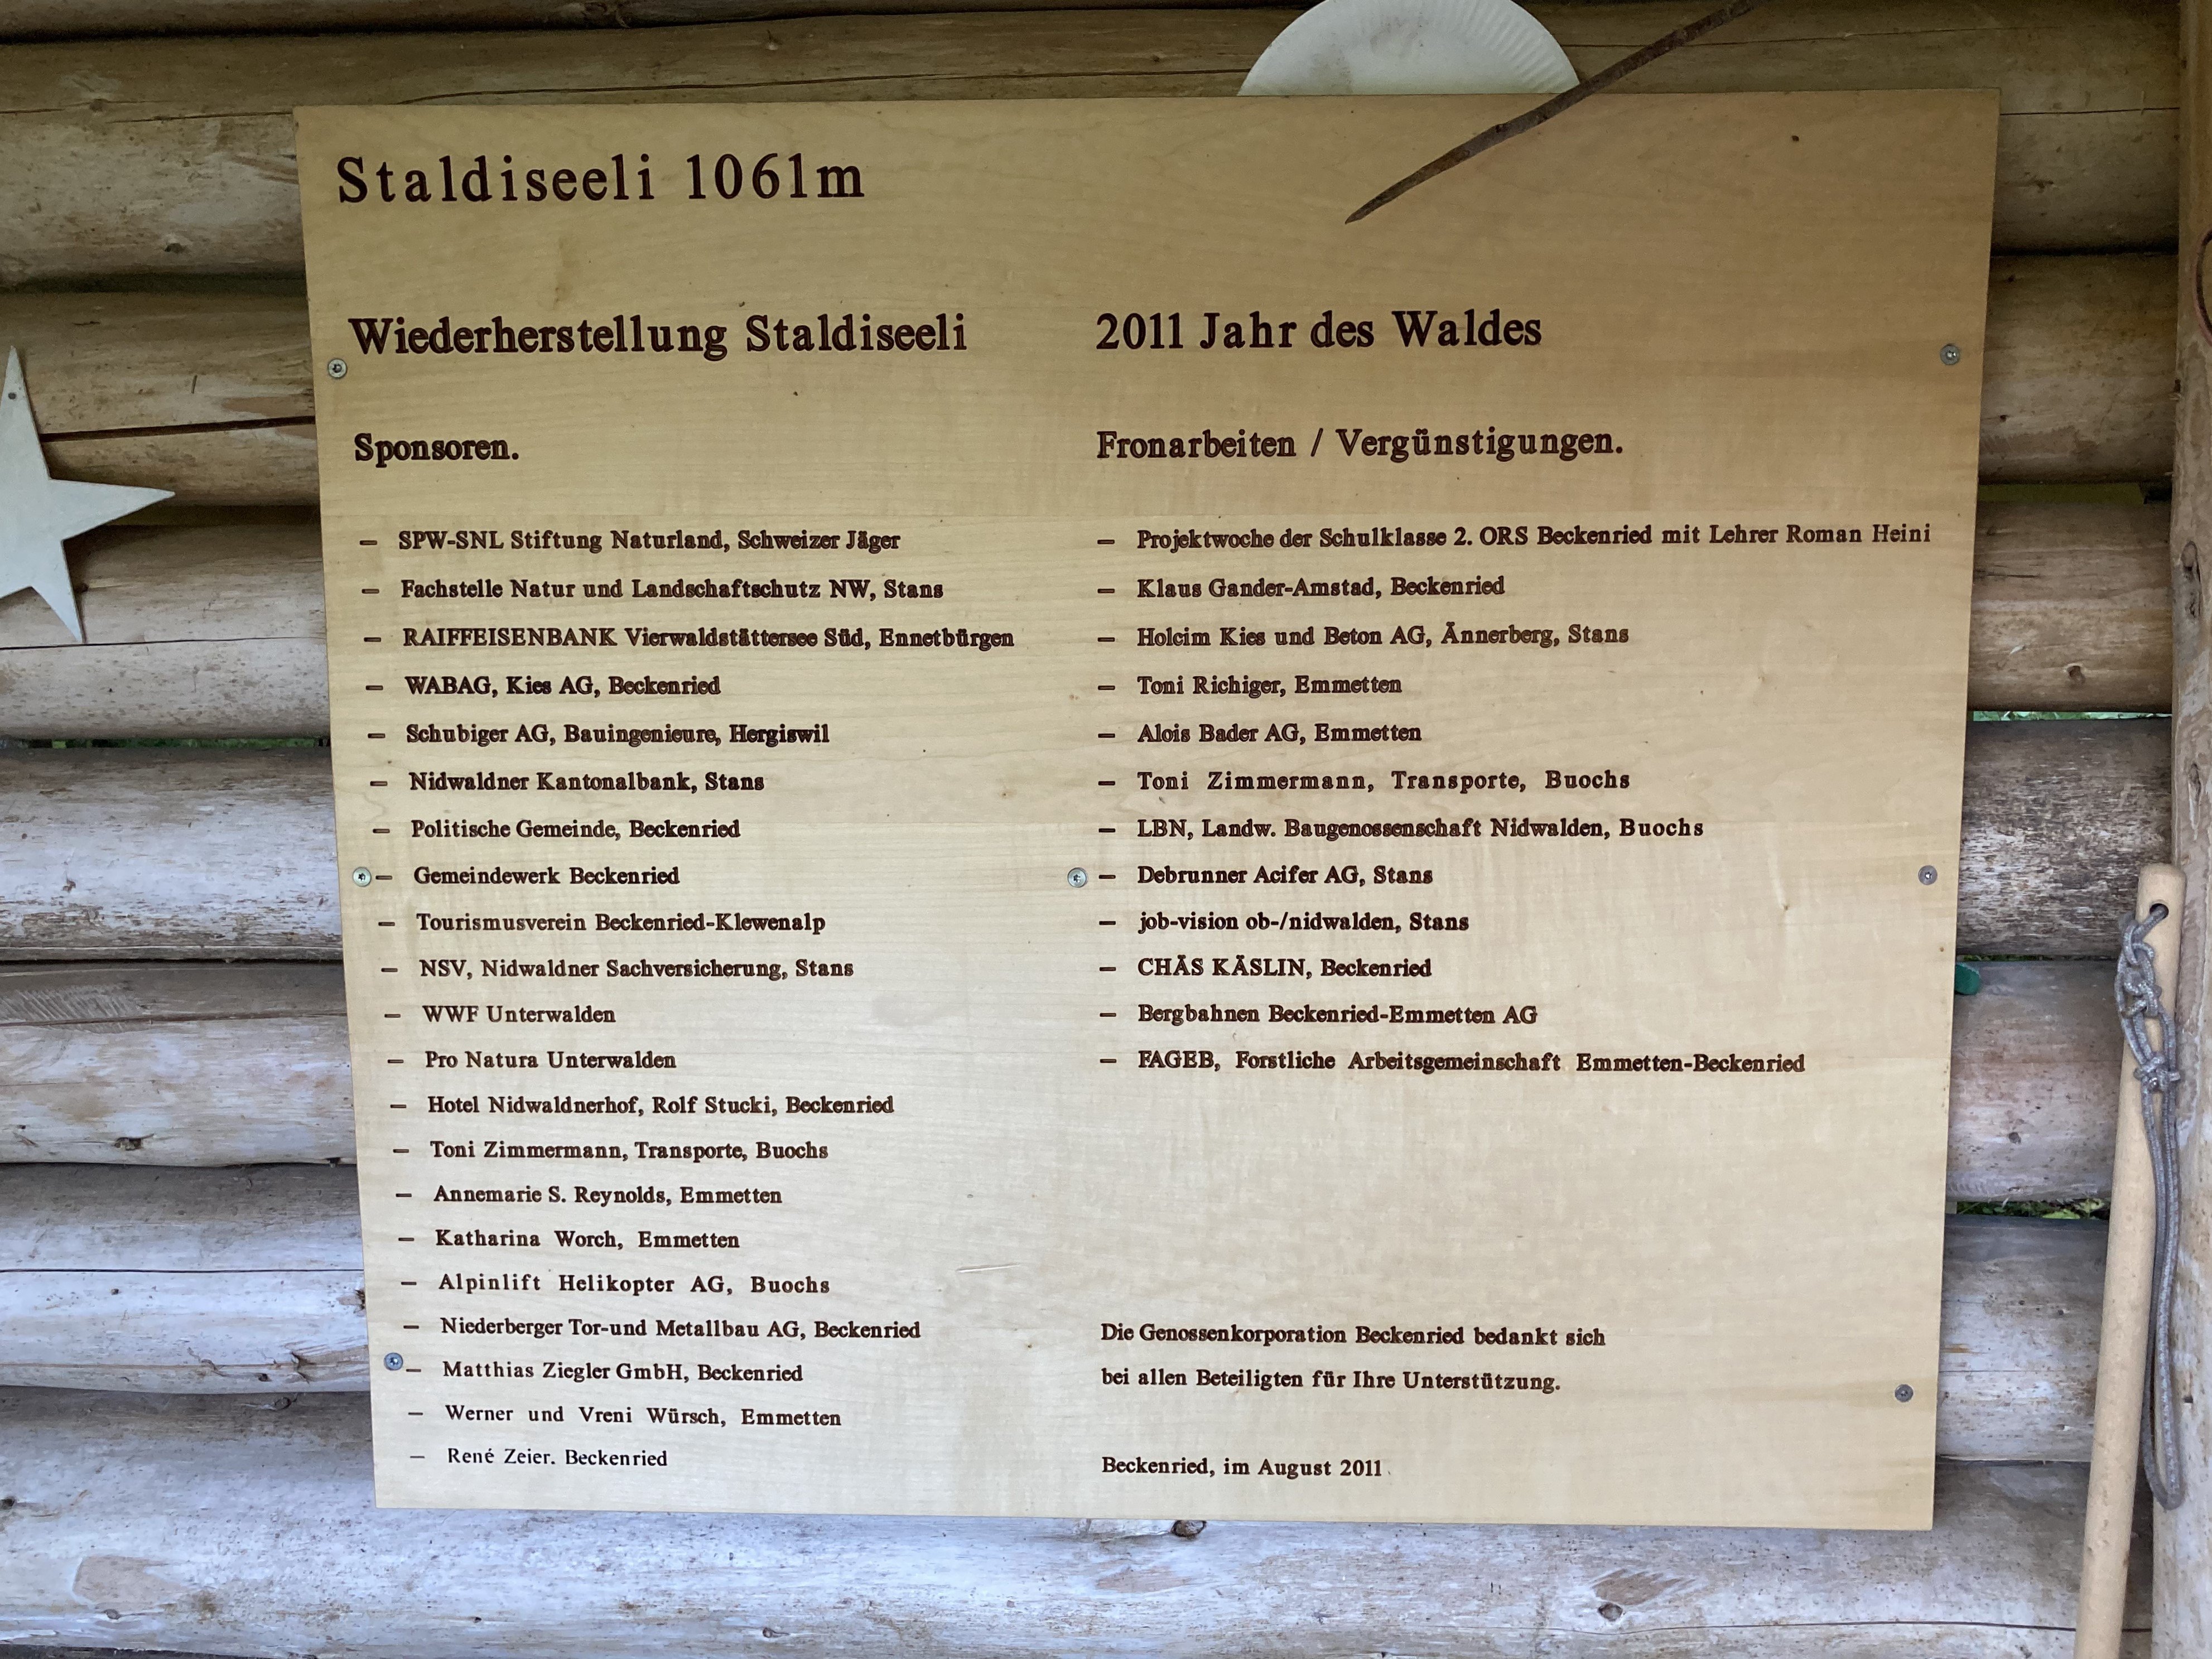 Staldiseeli 1061m
Wiederherstellung Staldiseeli
Sponsoren.
– SPW-SNL Stiftung Naturland, Schweizer Jäger
– Fachstelle Natur und Landschaftschutz NW, Stans
– RAIFFEISENBANK Vierwaldstättersee Süd, Ennetbürgen
– WABAG, Kies AG, Beckenried
– Schubiger AG, Bauingenieure, Hergiswil
– Nidwaldner Kantonalbank, Stans
– Politische Gemeinde, Beckenried
– Gemeindewerk Beckenried
– Tourismusverein Beckenried-Klewenalp
– NSV, Nidwaldner Sachversicherung, Stans
– WWF Unterwalden
– Pro Natura Unterwalden
– Hotel Nidwaldnerhof, Rolf Stucki, Beckenried
– Toni Zimmermann, Transporte, Buochs
– Annemarie S. Reynolds, Emmetten
– Katharina Worch, Emmetten
– Alpinlift Helikopter AG, Buochs
– Niederberger Tor-und Metallbau AG, Beckenried
– Matthias Ziegler GmbH, Beckenried
– Werner und Vreni Würsch, Emmetten
– René Zeier. Beckenried
2011 Jahr des Waldes
Fronarbeiten / Vergünstigungen.
– Projektwoche der Schulklasse 2. ORS Beckenried mit Lehrer Roman Heini
– Klaus Gander-Amstad, Beckenried
– Holcim Kies und Beton AG, Ännerberg, Stans
– Toni Richiger, Emmetten
– Alois Bader AG, Emmetten
– Toni Zimmermann, Transporte, Buochs
– LBN, Landw. Baugenossenschaft Nidwalden, Buochs
– Debrunner Acifer AG, Stans
– job-vision ob-/nidwalden, Stans
– CHÄS KÄSLIN, Beckenried
– Bergbahnen Beckenried-Emmetten AG
– FAGEB, Forstliche Arbeitsgemeinschaft Emmetten-Beckenried
Die Genossenkorporation Beckenried bedankt sich
bei allen Beteiligten für Ihre Unterstützung.
Beckenried, im August 2011